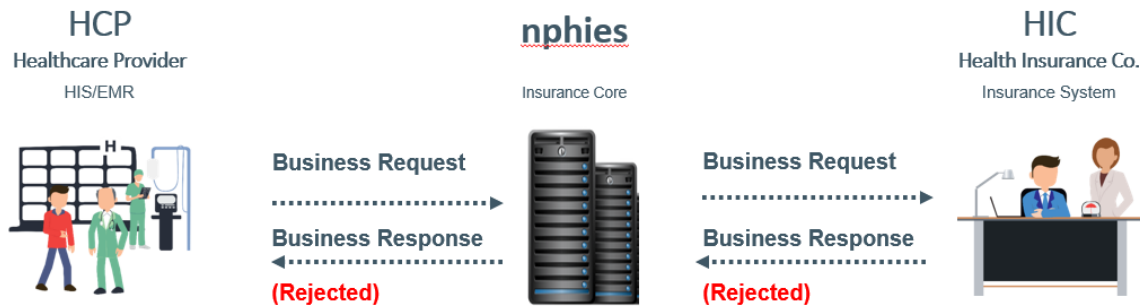 HCP
Healthcare Provider
HIS/EMR
nphies
Insurance Core
HIC
Health Insurance Co.
Insurance System
H
Business Request
Business Response
(Rejected)
Business Request
Business Response
(Rejected)